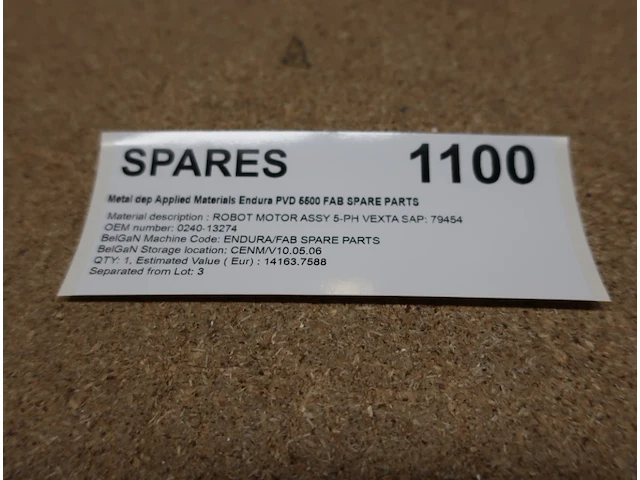 SPARES 1100
Metal dep Applied Materials Endura PVD 5500 FAB SPARE PARTS
Material description : ROBOT MOTOR ASSY 5-PH VEXTA SAP: 79454
OEM number: 0240-13274
BelGaN Machine Code: ENDURA/FAB SPARE PARTS
BelGaN Storage location: CENM/V10.05.06
QTY: 1, Estimated Value ( Eur) : 14163.7588
Separated from Lot: 3